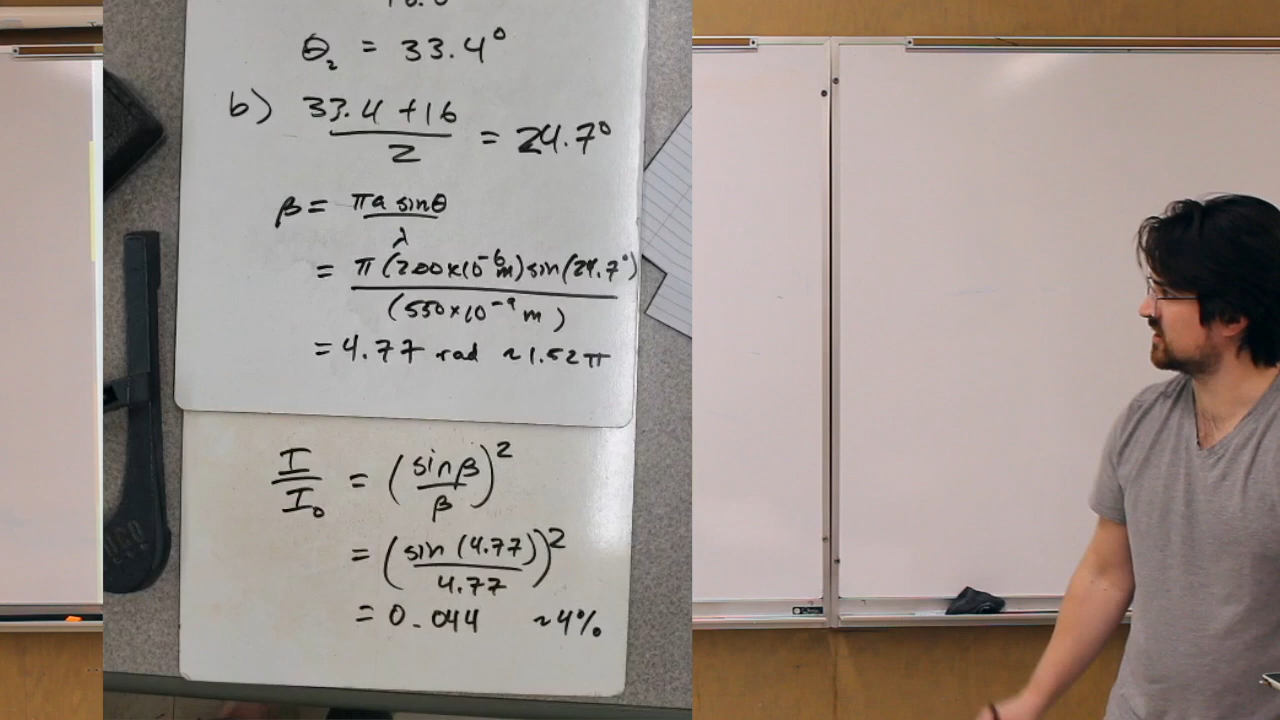 θ₂ = 33.4°
b) (33.4 + 16)/2 = 24.7°
β = πa sinθ/λ
= π(200×10⁻⁶m)sin(24.7°)/(550×10⁻⁹m)
= 4.77 rad ~1.52π
I/I₀ = (sinβ/β)²
= (sin(4.77)/4.77)²
= 0.044 ~4%